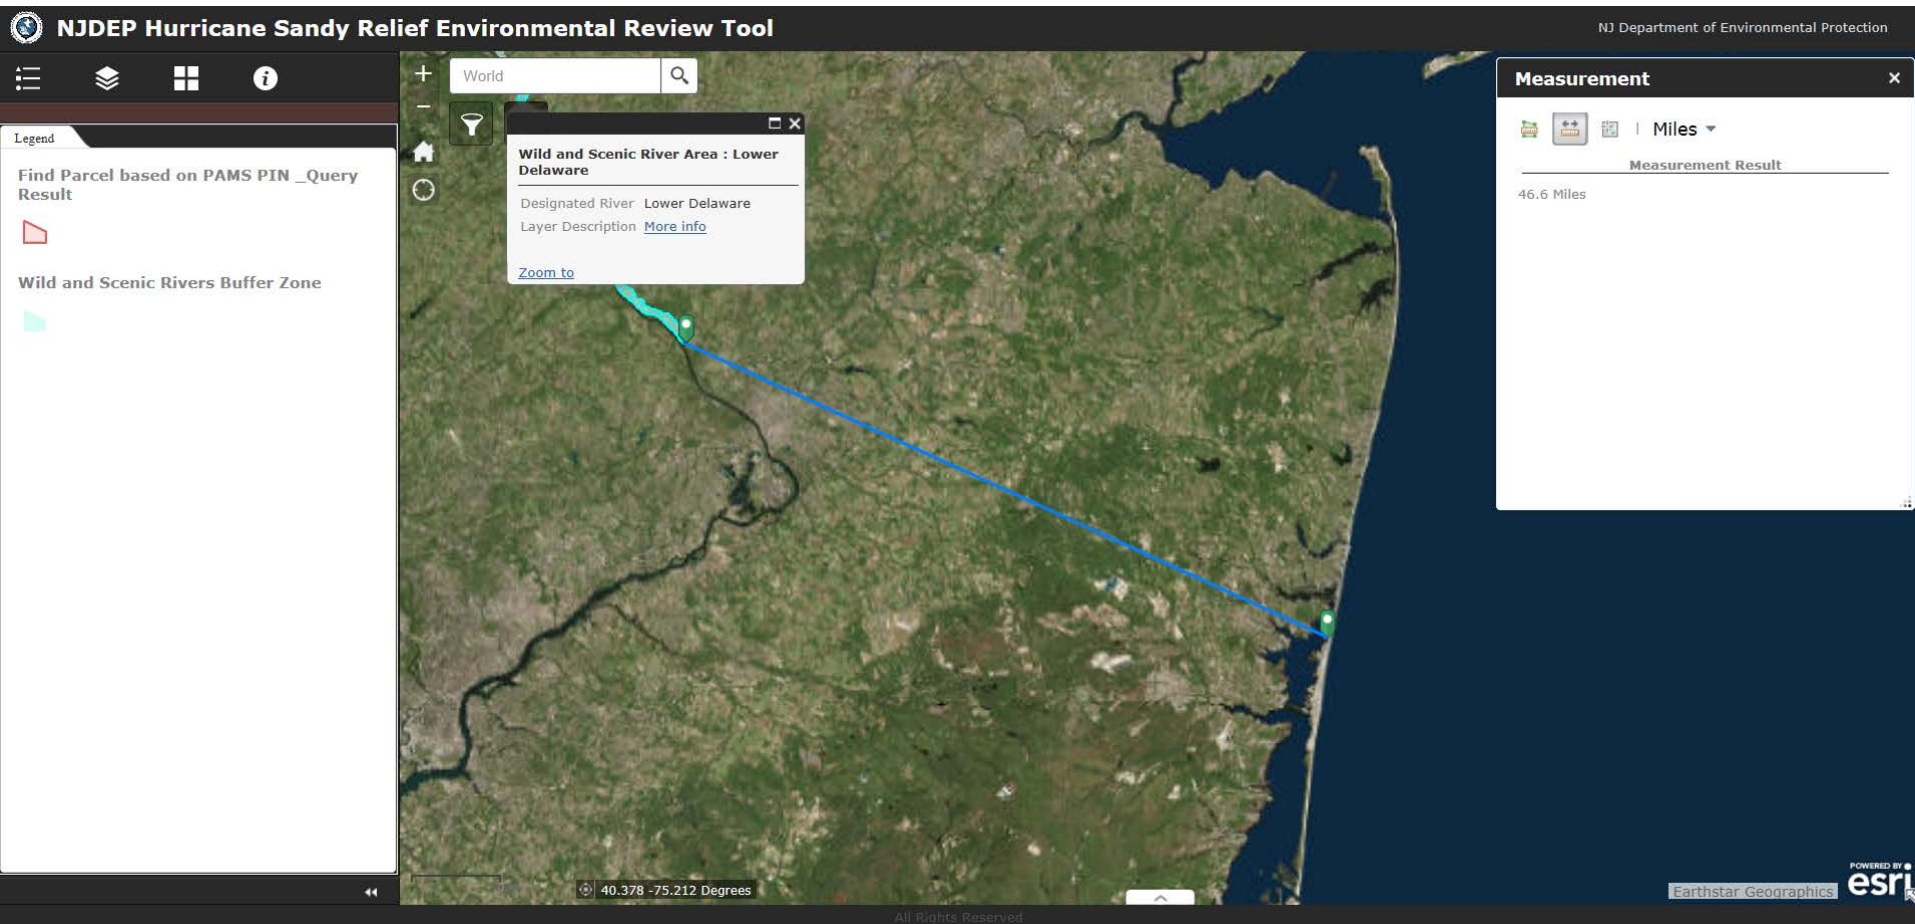 NJDEP Hurricane Sandy Relief Environmental Review Tool
NJ Department of Environmental Protection
Legend
Find Parcel based on PAMS PIN _Query
Result
Wild and Scenic Rivers Buffer Zone
World
Wild and Scenic River Area : Lower
Delaware
Designated River Lower Delaware
Layer Description More info
Zoom to
Measurement
Miles
Measurement Result
46.6 Miles
40.378 -75.212 Degrees
Earthstar Geographics
POWERED BY
esri
All Rights Reserved